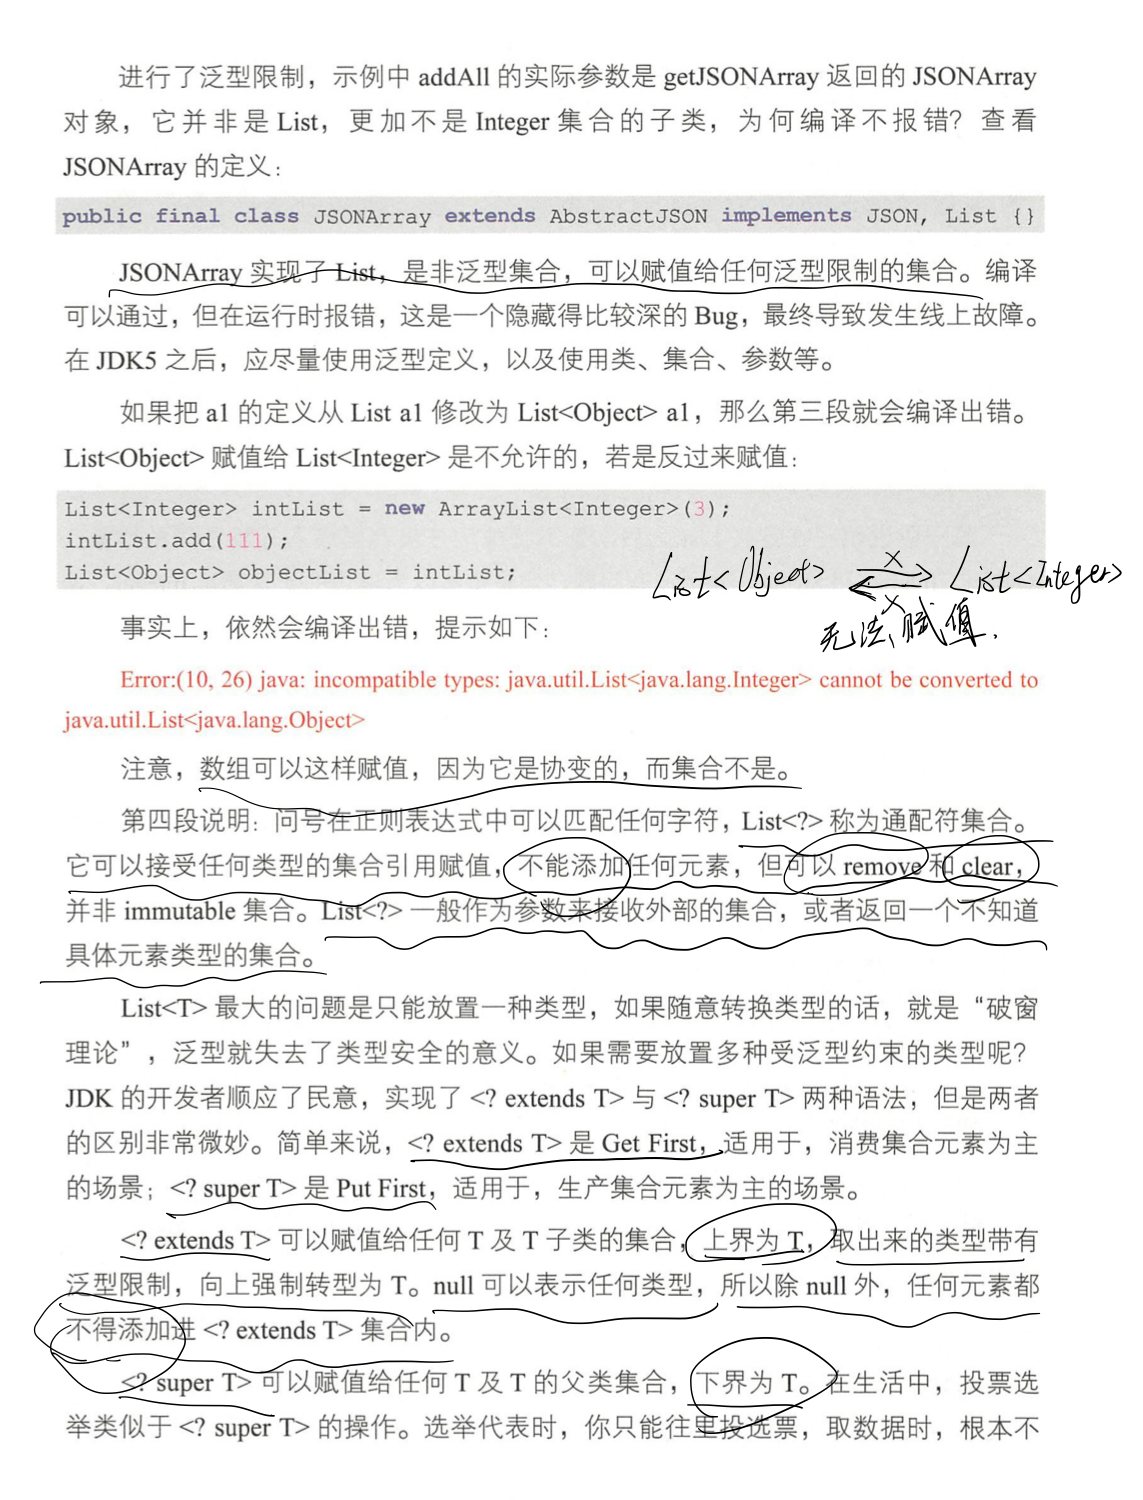 进行了泛型限制，示例中 addAll 的实际参数是 getJSONArray 返回的 JSONArray
对象，它并非是 List，更加不是 Integer 集合的子类，为何编译不报错？查看
JSONArray 的定义：
public final class JSONArray extends AbstractJSON implements JSON, List {}
JSONArray 实现了 List，是非泛型集合，可以赋值给任何泛型限制的集合。编译
可以通过，但在运行时报错，这是一个隐藏得比较深的 Bug，最终导致发生线上故障。
在 JDK5 之后，应尽量使用泛型定义，以及使用类、集合、参数等。
如果把 a1 的定义从 List a1 修改为 List<Object> a1，那么第三段就会编译出错。
List<Object> 赋值给 List<Integer> 是不允许的，若是反过来赋值：
List<Integer> intList = new ArrayList<Integer>(3);
intList.add(111);
List<Object> objectList = intList;
List<Object> ×⇌× List<Integer>
无法赋值.
事实上，依然会编译出错，提示如下：
Error:(10, 26) java: incompatible types: java.util.List<java.lang.Integer> cannot be converted to
java.util.List<java.lang.Object>
注意，数组可以这样赋值，因为它是协变的，而集合不是。
第四段说明：问号在正则表达式中可以匹配任何字符，List<?> 称为通配符集合。
它可以接受任何类型的集合引用赋值，不能添加任何元素，但可以 remove 和 clear，
并非 immutable 集合。List<?> 一般作为参数来接收外部的集合，或者返回一个不知道
具体元素类型的集合。
List<T> 最大的问题是只能放置一种类型，如果随意转换类型的话，就是“破窗
理论”，泛型就失去了类型安全的意义。如果需要放置多种受泛型约束的类型呢？
JDK 的开发者顺应了民意，实现了 <? extends T> 与 <? super T> 两种语法，但是两者
的区别非常微妙。简单来说，<? extends T> 是 Get First，适用于，消费集合元素为主
的场景；<? super T> 是 Put First，适用于，生产集合元素为主的场景。
<? extends T> 可以赋值给任何 T 及 T 子类的集合，上界为 T，取出来的类型带有
泛型限制，向上强制转型为 T。null 可以表示任何类型，所以除 null 外，任何元素都
不得添加进 <? extends T> 集合内。
<? super T> 可以赋值给任何 T 及 T 的父类集合，下界为 T。在生活中，投票选
举类似于 <? super T> 的操作。选举代表时，你只能往里投选票，取数据时，根本不